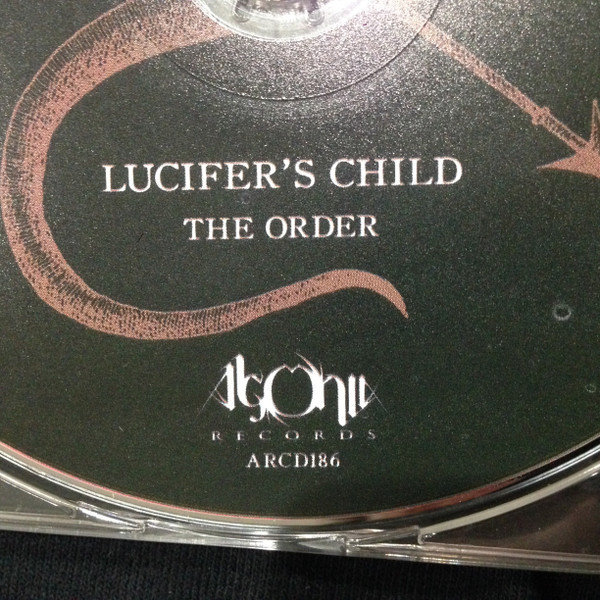 LUCIFER'S CHILD
THE ORDER
AgOniA
RECORDS
ARCD186